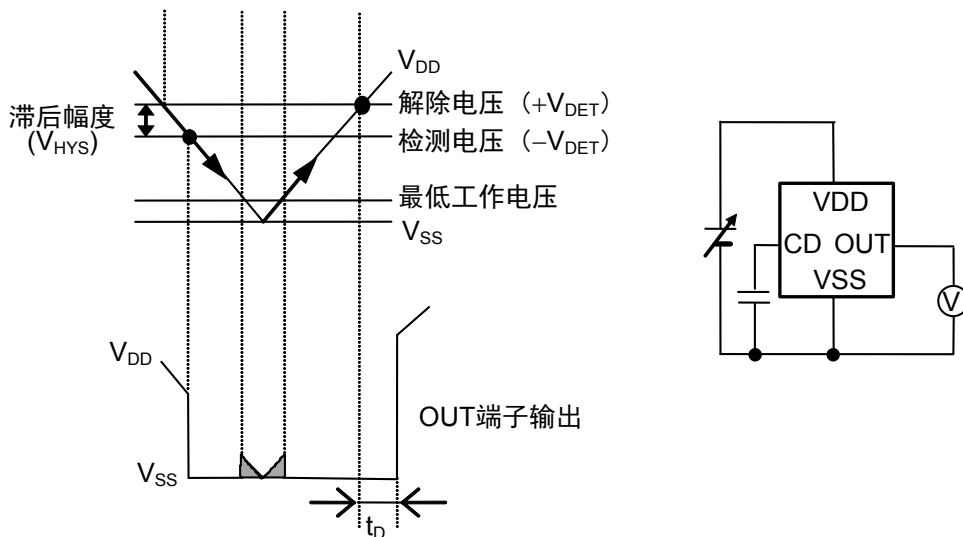 V_DD
解除电压（+V_DET）
滞后幅度
(V_HYS)
检测电压（−V_DET）
最低工作电压
V_SS
V_DD
OUT端子输出
V_SS
t_D
VDD
CD OUT
VSS
V